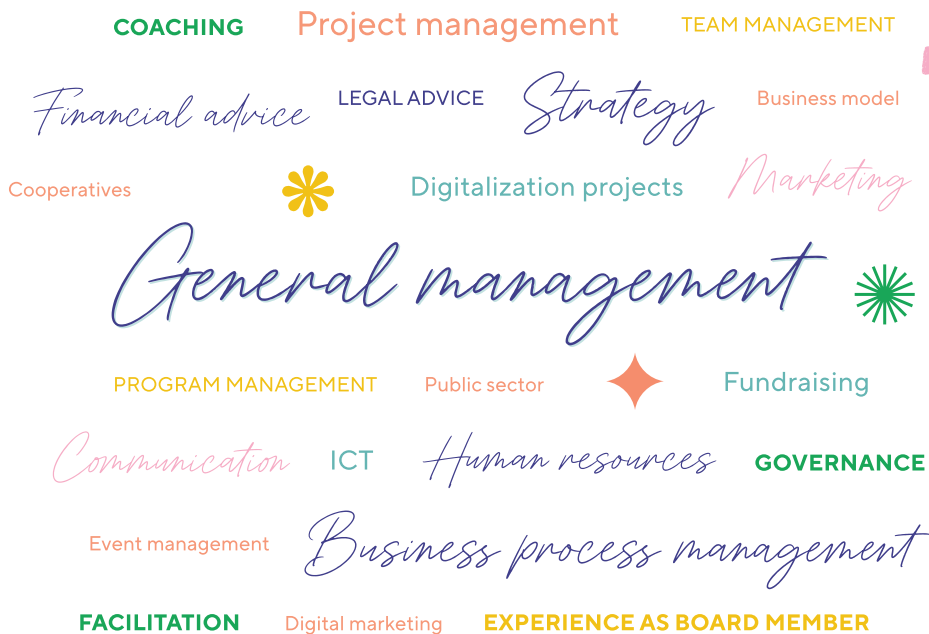 COACHING
Project management
TEAM MANAGEMENT
Financial advice
LEGAL ADVICE
Strategy
Business model
Cooperatives
Digitalization projects
Marketing
General management
PROGRAM MANAGEMENT
Public sector
Fundraising
Communication
ICT
Human resources
GOVERNANCE
Event management
Business process management
FACILITATION
Digital marketing
EXPERIENCE AS BOARD MEMBER